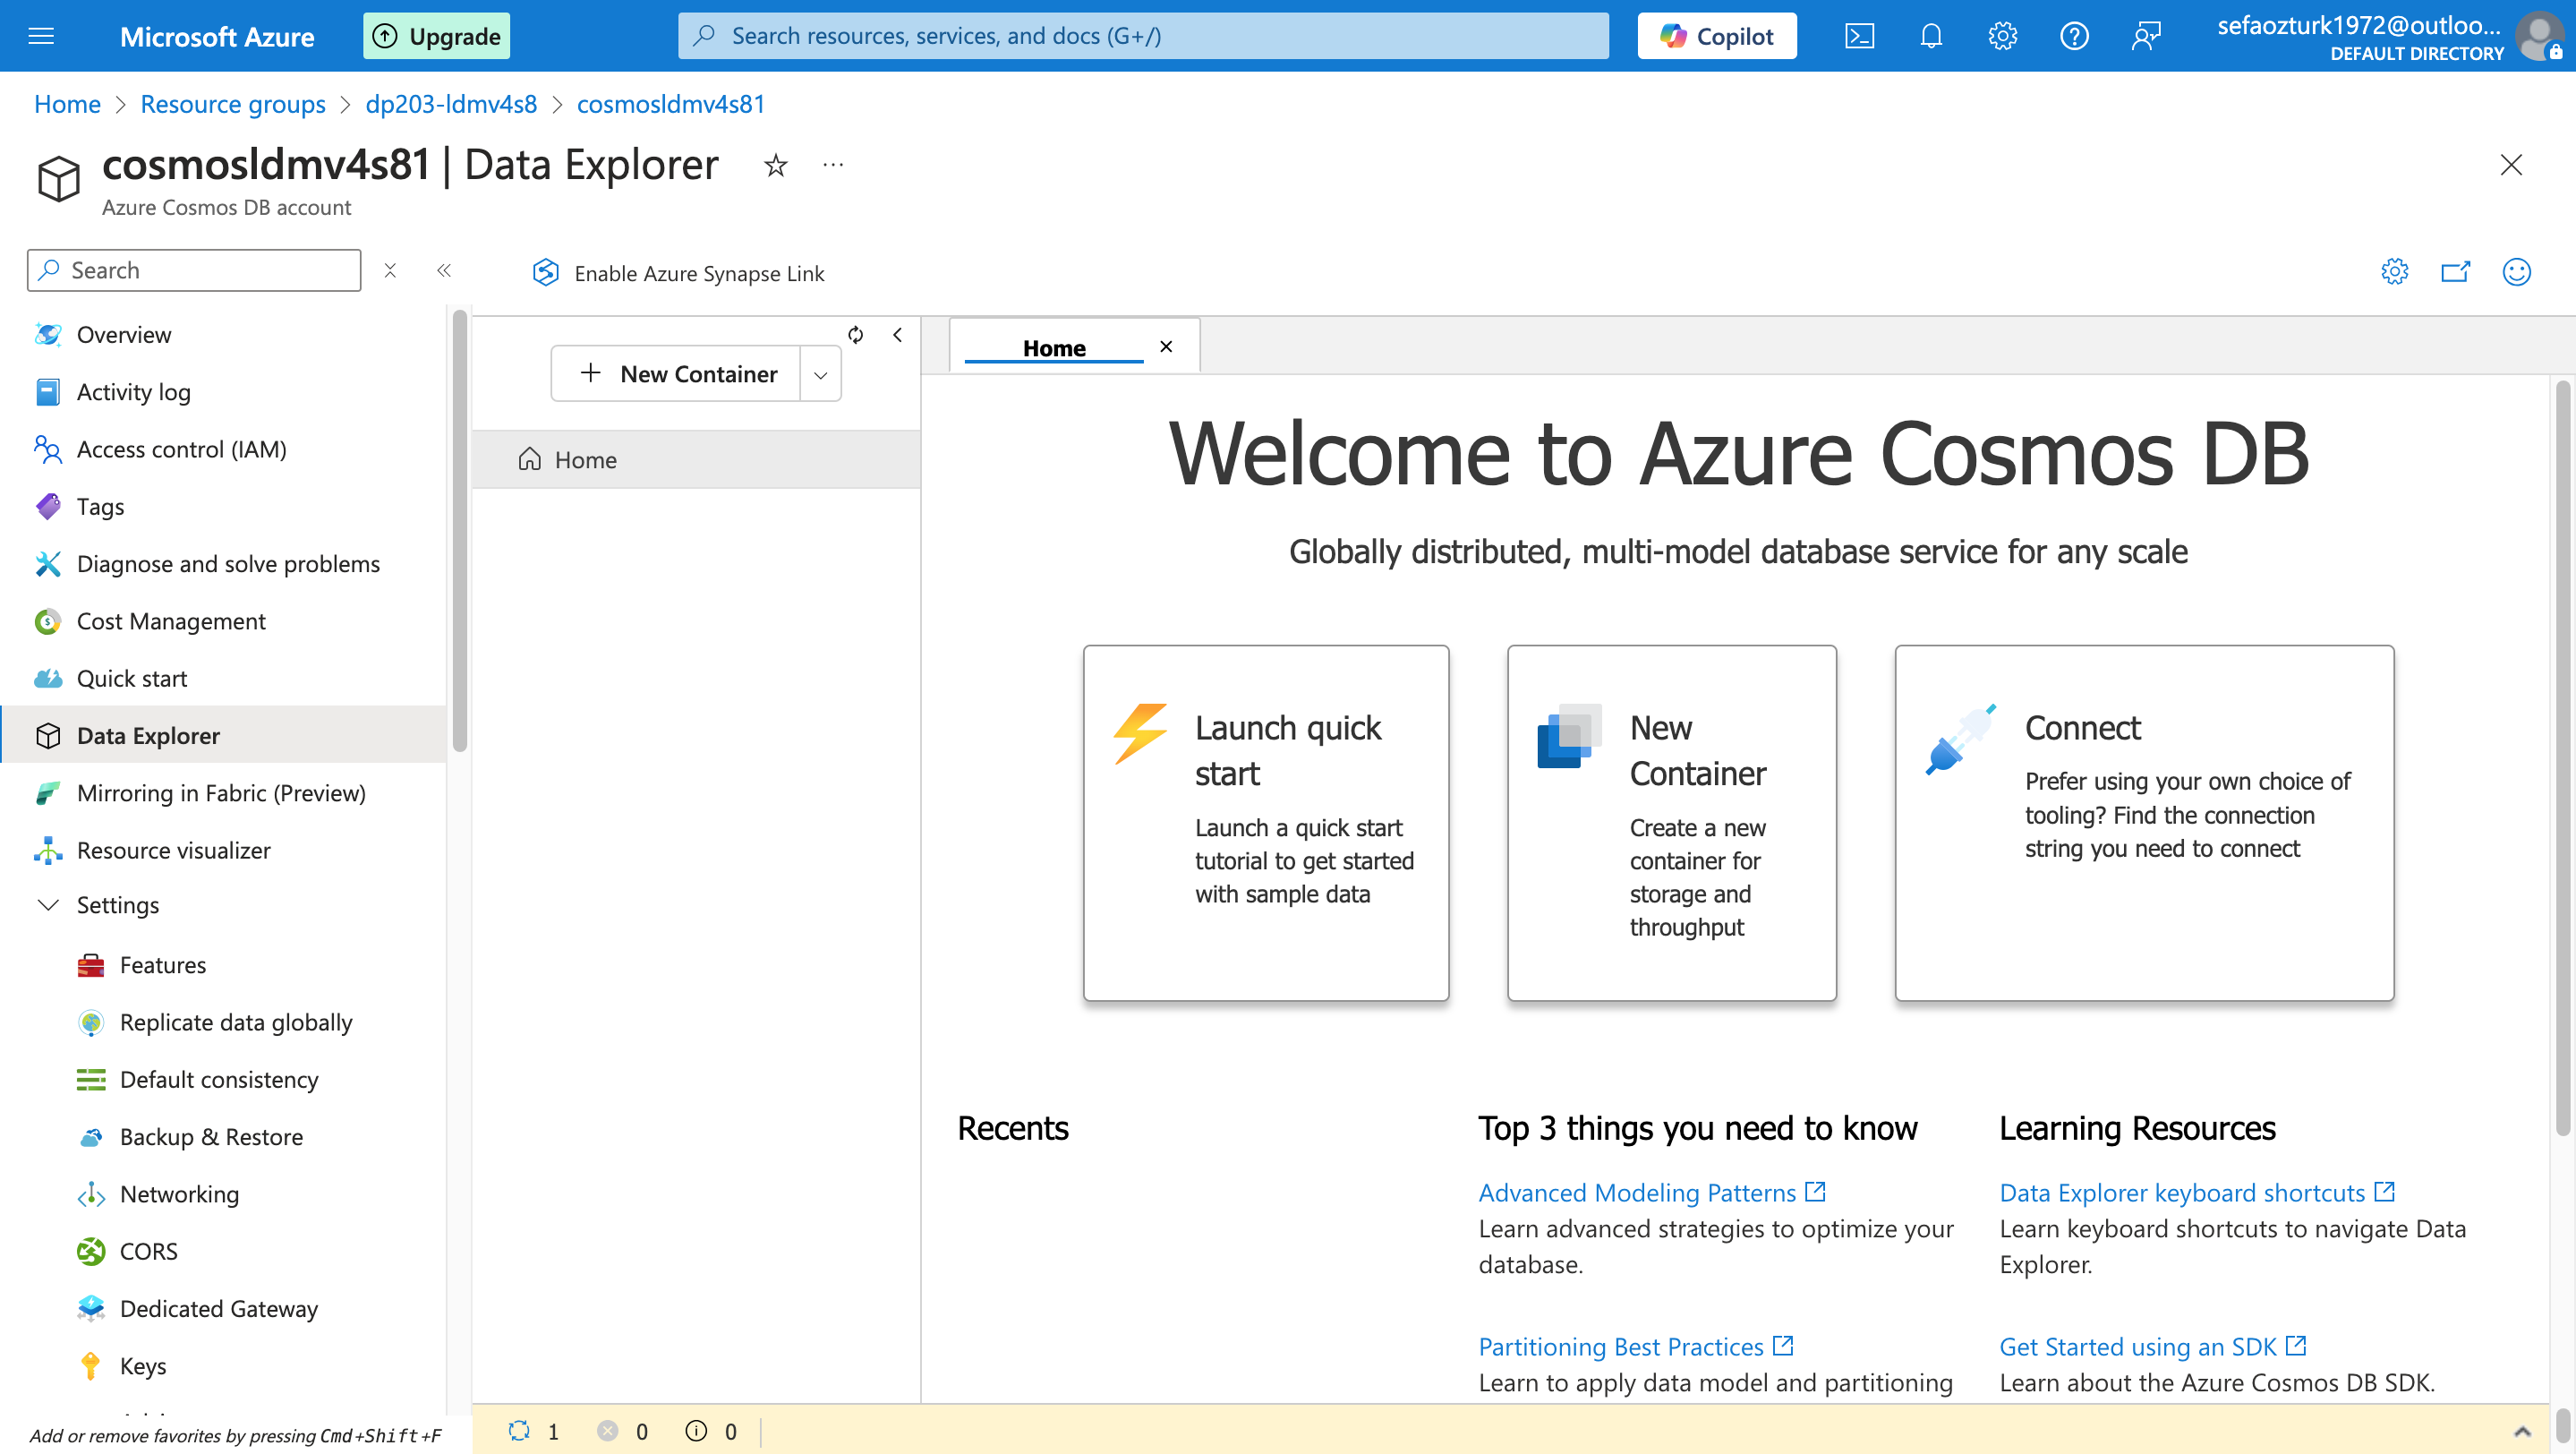 Microsoft Azure
Upgrade
Search resources, services, and docs (G+/)
Copilot
sefaozturk1972@outloo...
DEFAULT DIRECTORY
Home > Resource groups > dp203-ldmv4s8 > cosmosldmv4s81
cosmosldmv4s81 | Data Explorer
Azure Cosmos DB account
Search
Overview
Activity log
Access control (IAM)
Tags
Diagnose and solve problems
Cost Management
Quick start
Data Explorer
Mirroring in Fabric (Preview)
Resource visualizer
Settings
Features
Replicate data globally
Default consistency
Backup & Restore
Networking
CORS
Dedicated Gateway
Keys
Add or remove favorites by pressing Cmd+Shift+F
Enable Azure Synapse Link
New Container
Home
Home
Welcome to Azure Cosmos DB
Globally distributed, multi-model database service for any scale
Launch quick
start
Launch a quick start
tutorial to get started
with sample data
New
Container
Create a new
container for
storage and
throughput
Connect
Prefer using your own choice of
tooling? Find the connection
string you need to connect
Recents
Top 3 things you need to know
Advanced Modeling Patterns
Learn advanced strategies to optimize your
database.
Partitioning Best Practices
Learn to apply data model and partitioning
Learning Resources
Data Explorer keyboard shortcuts
Learn keyboard shortcuts to navigate Data
Explorer.
Get Started using an SDK
Learn about the Azure Cosmos DB SDK.
1 0 0